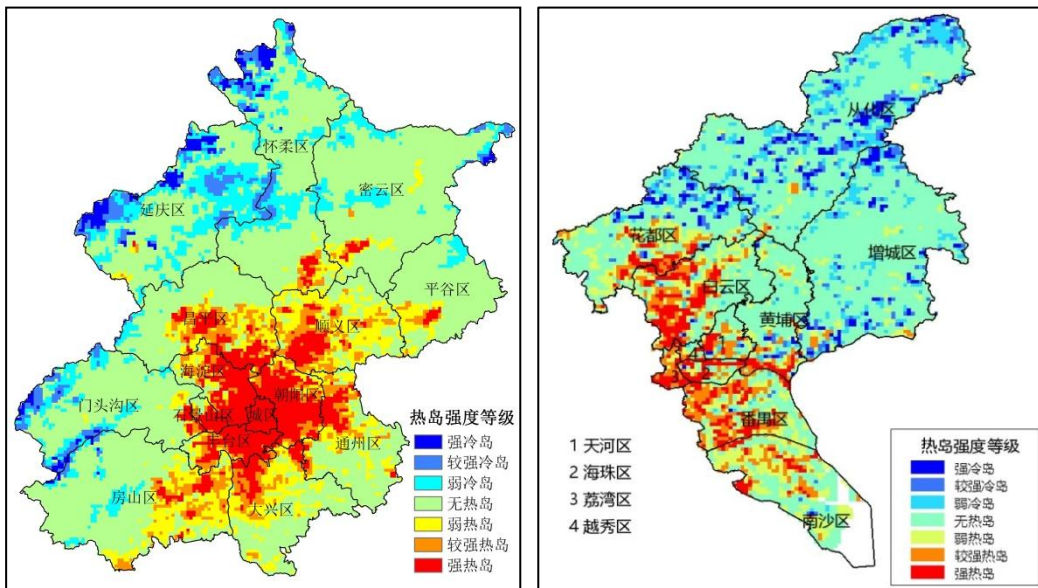 怀柔区
密云区
延庆区
平谷区
昌平区
顺义区
海淀区
朝阳区
门头沟区
石景山区
城区
丰台区
通州区
房山区
大兴区
热岛强度等级
强冷岛
较强冷岛
弱冷岛
无热岛
弱热岛
较强热岛
强热岛
从化区
花都区
增城区
白云区
黄埔区
1
4
2
3
番禺区
南沙区
1 天河区
2 海珠区
3 荔湾区
4 越秀区
热岛强度等级
强冷岛
较强冷岛
弱冷岛
无热岛
弱热岛
较强热岛
强热岛